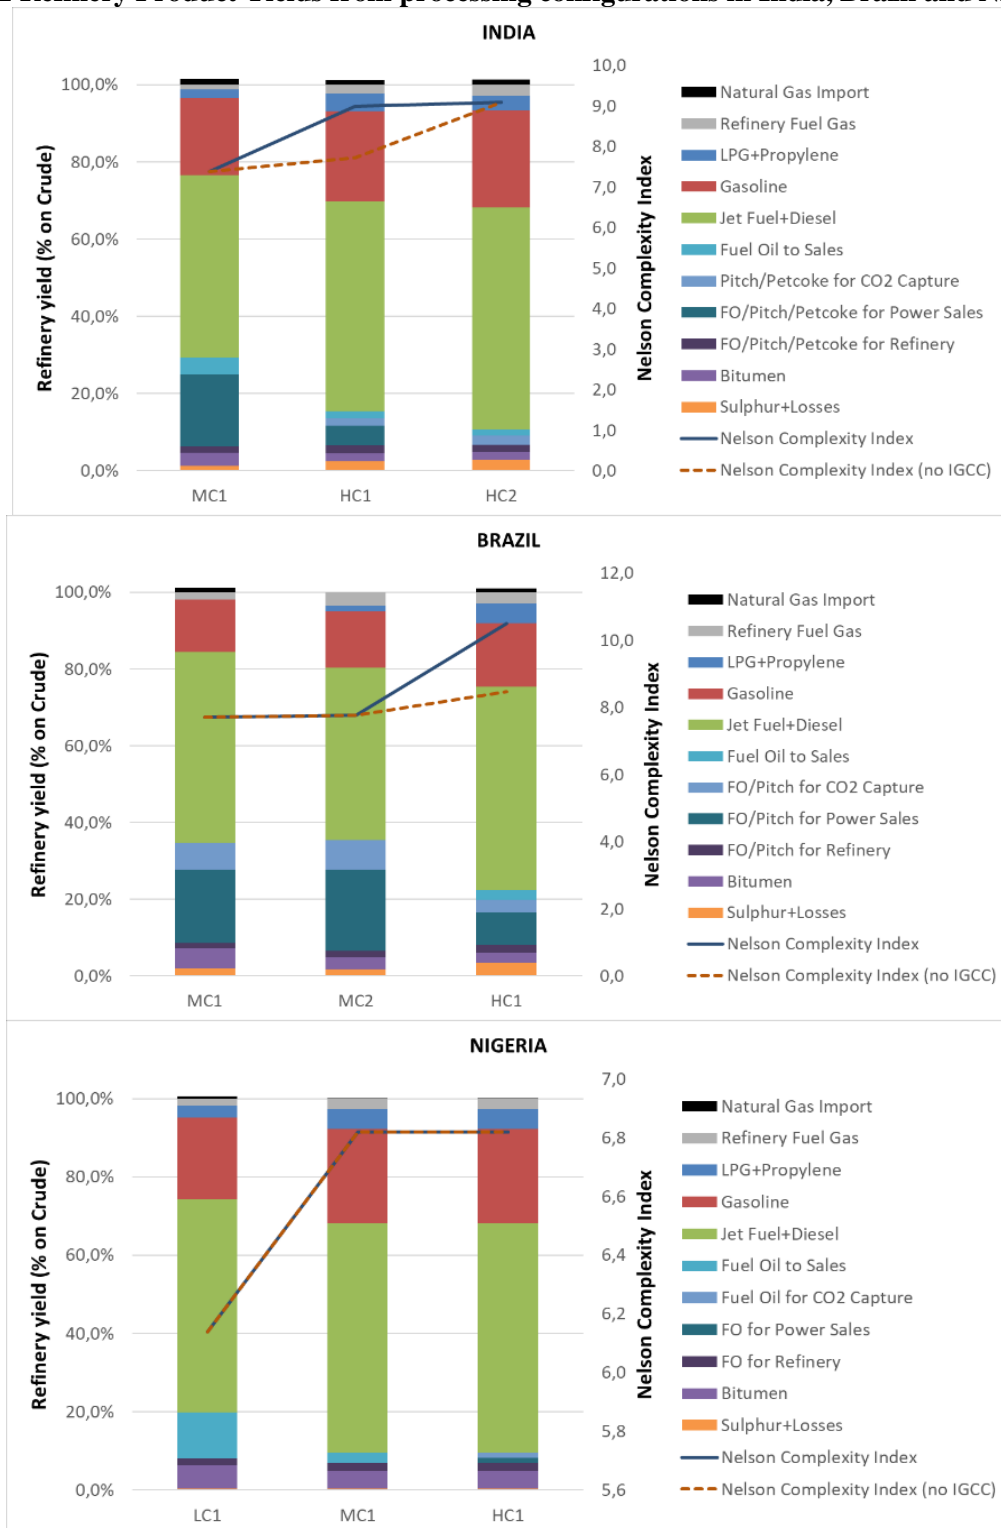 Refinery Product Yields from processing configurations in India, Brazil and
INDIA
Refinery yield (% on Crude)
100,0%
80,0%
60,0%
40,0%
20,0%
0,0%
MC1 HC1 HC2
10,0
9,0
8,0
7,0
6,0
5,0
4,0
3,0
2,0
1,0
0,0
Nelson Complexity Index
Natural Gas Import
Refinery Fuel Gas
LPG+Propylene
Gasoline
Jet Fuel+Diesel
Fuel Oil to Sales
Pitch/Petcoke for CO2 Capture
FO/Pitch/Petcoke for Power Sales
FO/Pitch/Petcoke for Refinery
Bitumen
Sulphur+Losses
Nelson Complexity Index
Nelson Complexity Index (no IGCC)
BRAZIL
Refinery yield (% on Crude)
100,0%
80,0%
60,0%
40,0%
20,0%
0,0%
MC1 MC2 HC1
12,0
10,0
8,0
6,0
4,0
2,0
0,0
Nelson Complexity Index
Natural Gas Import
Refinery Fuel Gas
LPG+Propylene
Gasoline
Jet Fuel+Diesel
Fuel Oil to Sales
FO/Pitch for CO2 Capture
FO/Pitch for Power Sales
FO/Pitch for Refinery
Bitumen
Sulphur+Losses
Nelson Complexity Index
Nelson Complexity Index (no IGCC)
NIGERIA
Refinery yield (% on Crude)
100,0%
80,0%
60,0%
40,0%
20,0%
0,0%
LC1 MC1 HC1
7,0
6,8
6,6
6,4
6,2
6,0
5,8
5,6
Nelson Complexity Index
Natural Gas Import
Refinery Fuel Gas
LPG+Propylene
Gasoline
Jet Fuel+Diesel
Fuel Oil to Sales
Fuel Oil for CO2 Capture
FO for Power Sales
FO for Refinery
Bitumen
Sulphur+Losses
Nelson Complexity Index
Nelson Complexity Index (no IGCC)